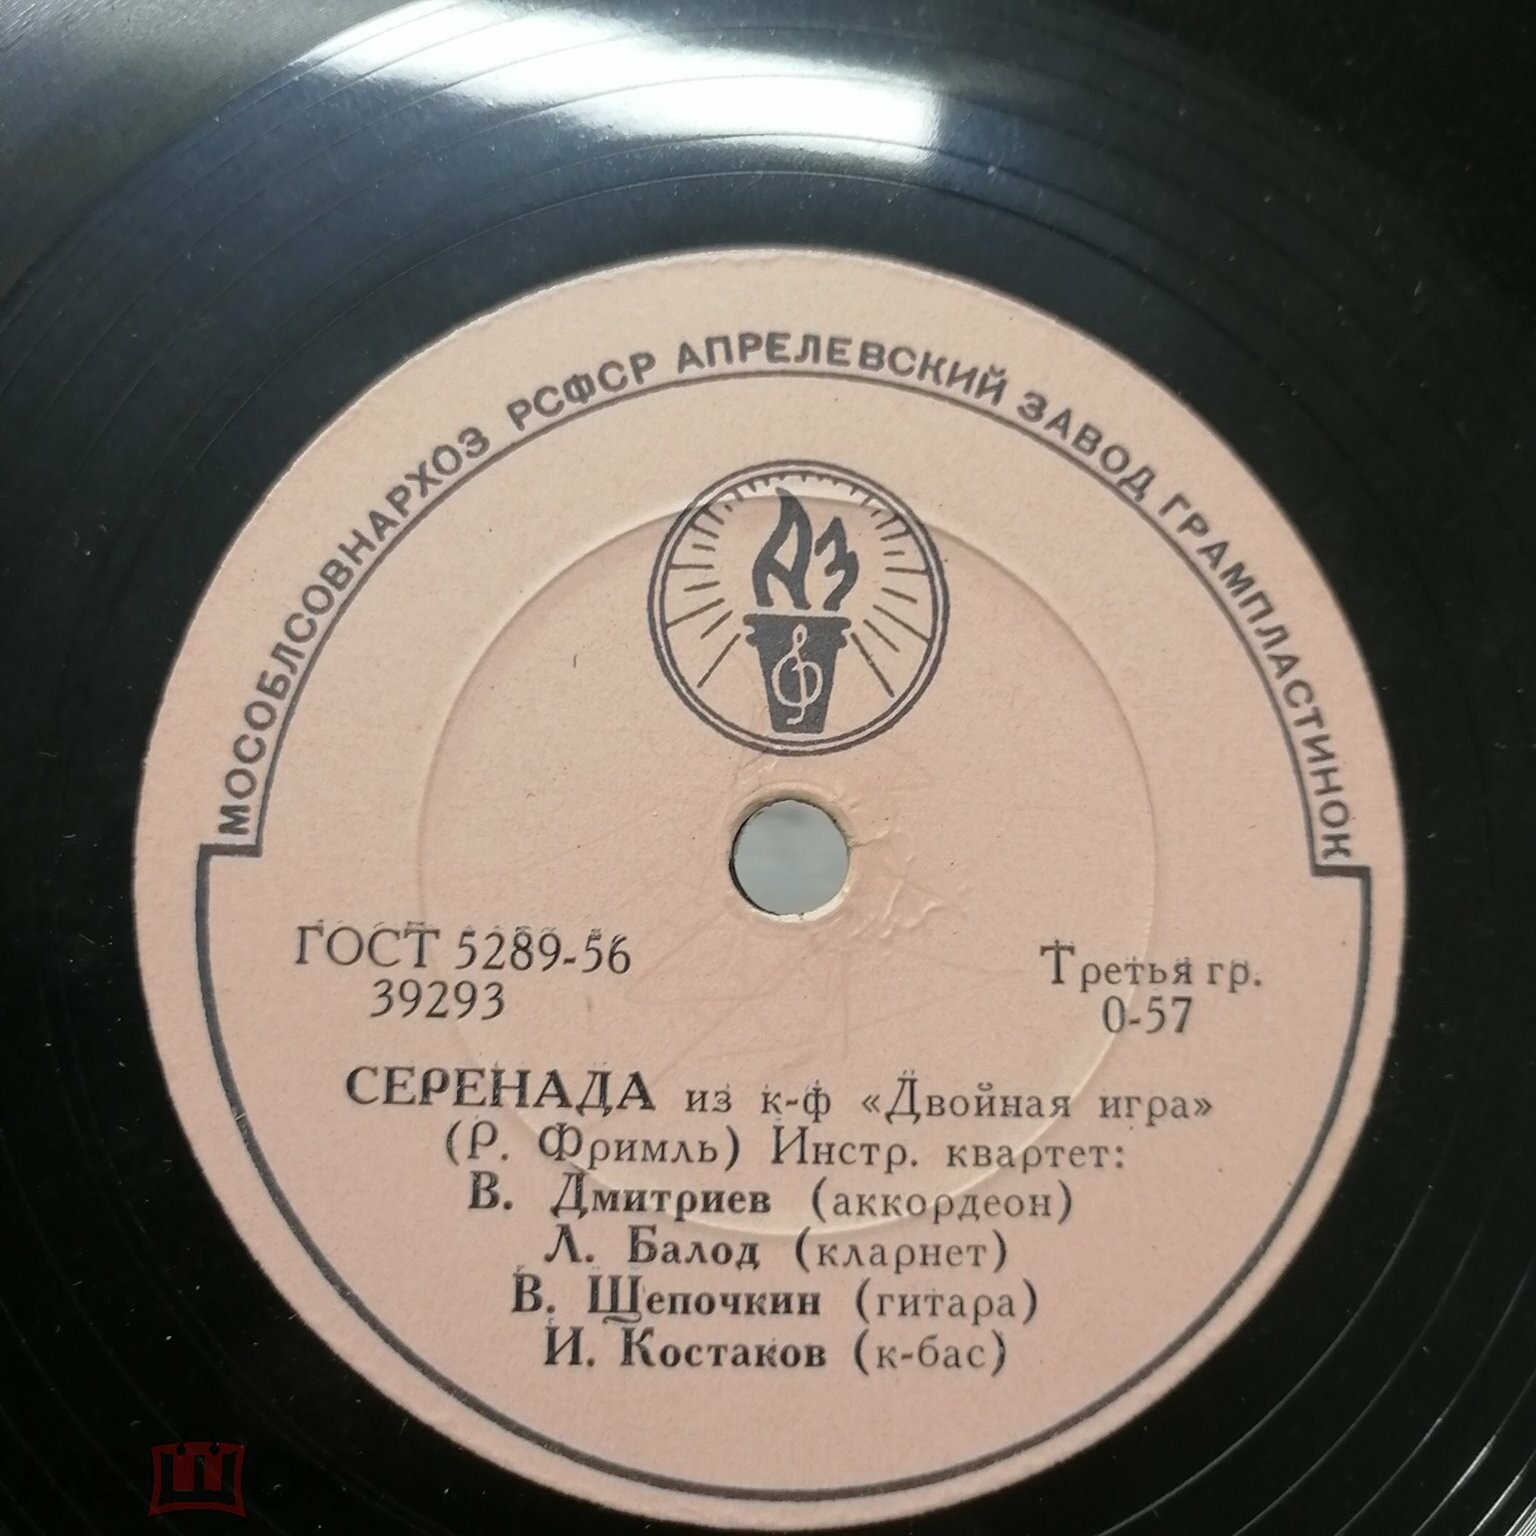 МОСОБЛСОВНАРХОЗ РСФСР АПРЕЛЕВСКИЙ ЗАВОД ГРАМПЛАСТИНОК
АЗ
ГОСТ 5289-56
39293
Третья гр.
0-57
СЕРЕНАДА из к-ф «Двойная игра»
(Р. Фримль) Инстр. квартет:
В. Дмитриев (аккордеон)
Л. Балод (кларнет)
В. Щепочкин (гитара)
И. Костаков (к-бас)